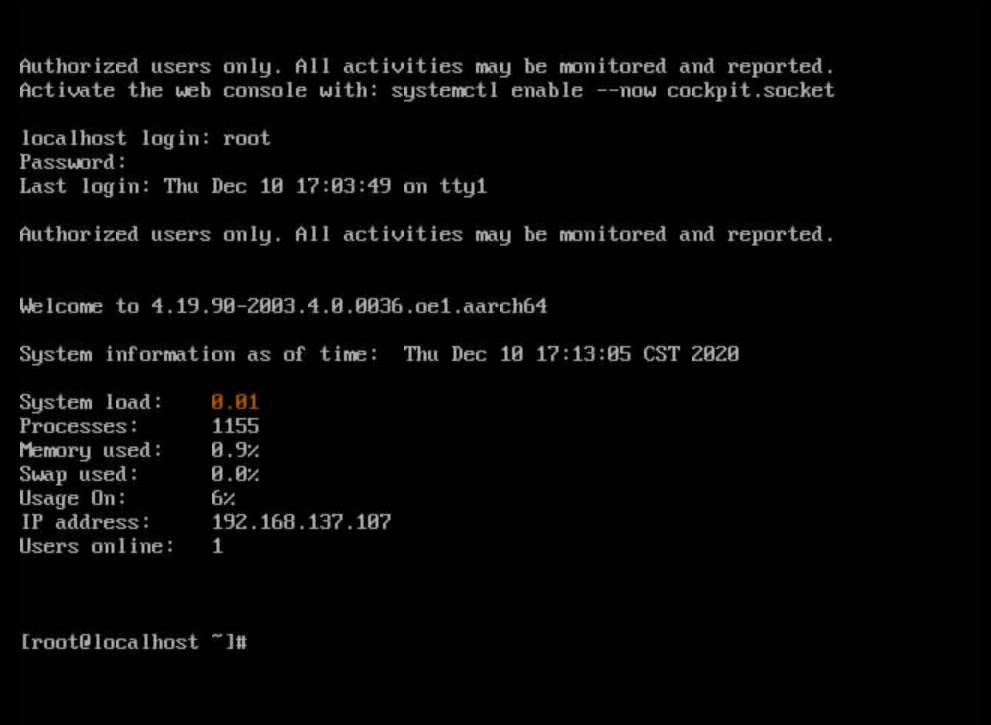 Authorized users only. All activities may be monitored and reported.
Activate the web console with: systemctl enable --now cockpit.socket
localhost login: root
Password:
Last login: Thu Dec 10 17:03:49 on tty1
Authorized users only. All activities may be monitored and reported.
Welcome to 4.19.90-2003.4.0.0036.oe1.aarch64
System information as of time:  Thu Dec 10 17:13:05 CST 2020
System load:    0.01
Processes:      1155
Memory used:    0.9%
Swap used:      0.0%
Usage On:       6%
IP address:     192.168.137.107
Users online:   1
[root@localhost ~]#